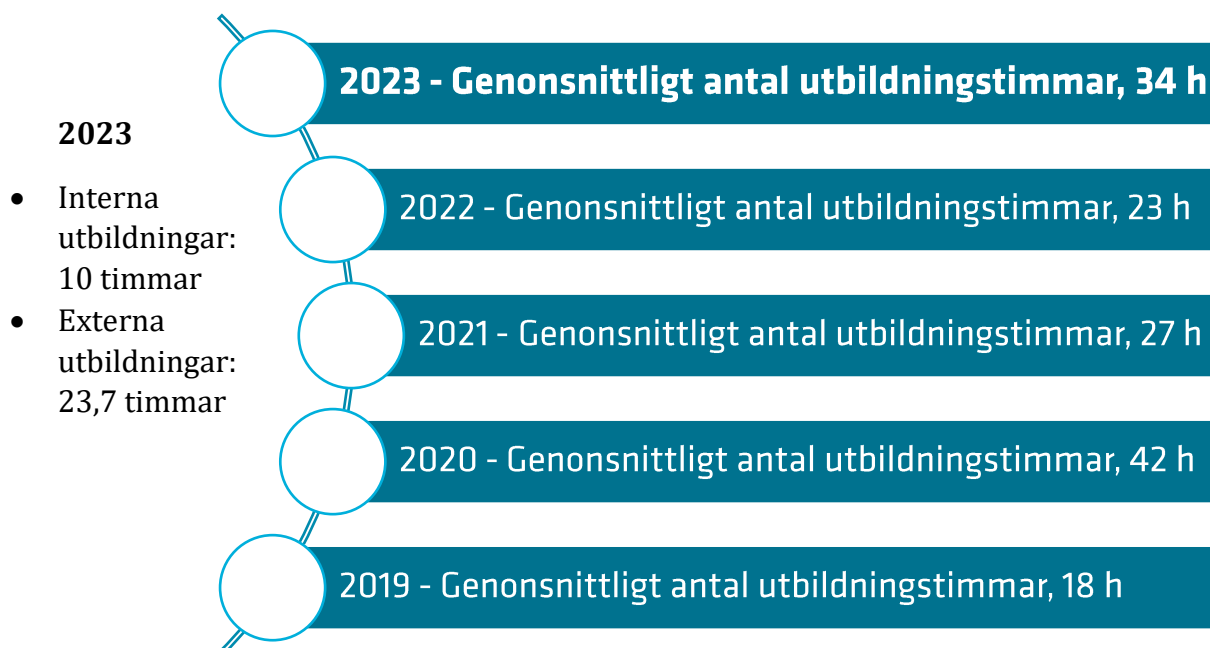 2023 - Genonsnittligt antal utbildningstimmar, 34 h
2023
• Interna
utbildningar:
10 timmar
• Externa
utbildningar:
23,7 timmar
2022 - Genonsnittligt antal utbildningstimmar, 23 h
2021 - Genonsnittligt antal utbildningstimmar, 27 h
2020 - Genonsnittligt antal utbildningstimmar, 42 h
2019 - Genonsnittligt antal utbildningstimmar, 18 h